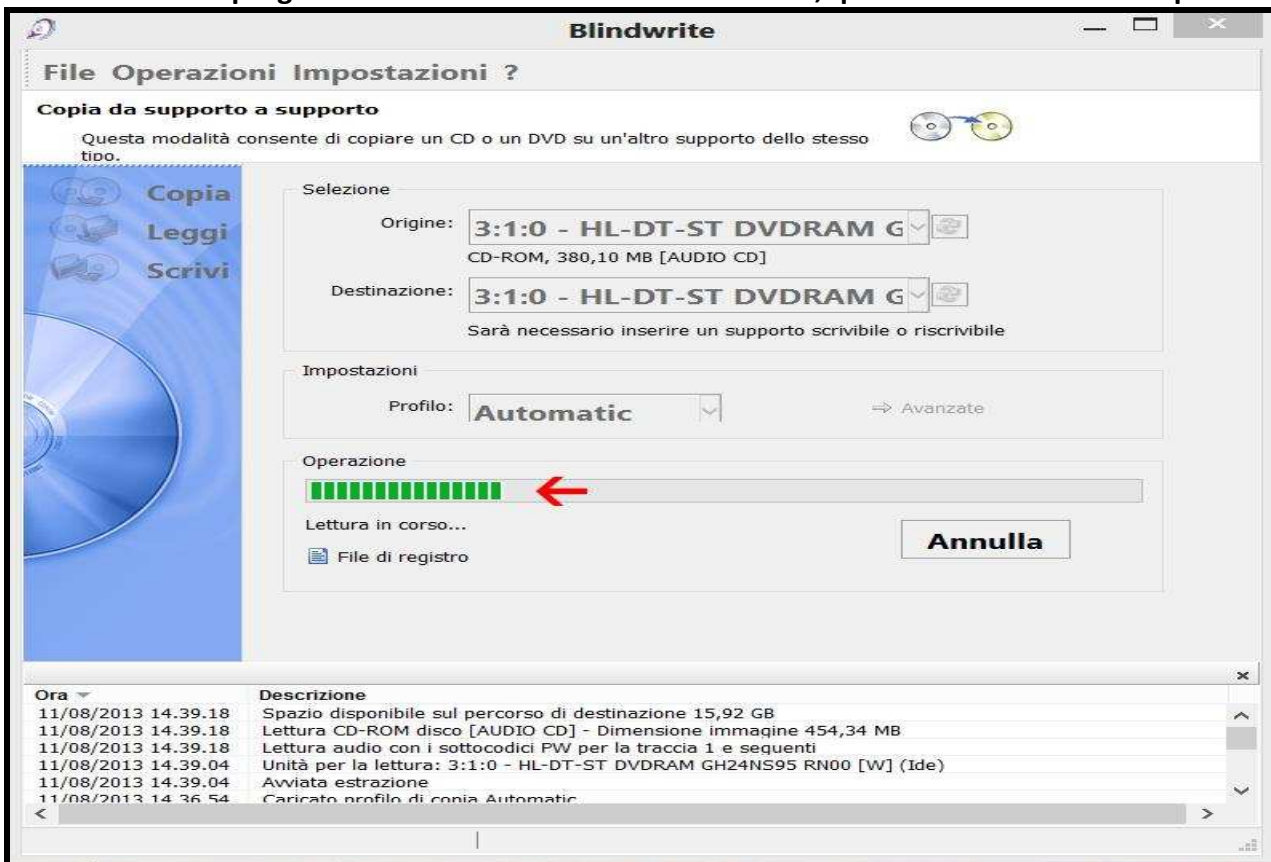 Blindwrite
File Operazioni Impostazioni ?
Copia da supporto a supporto
Questa modalità consente di copiare un CD o un DVD su un'altro supporto dello stesso
tipo.
Copia
Leggi
Scrivi
Selezione
Origine: 3:1:0 - HL-DT-ST DVDRAM G
CD-ROM, 380,10 MB [AUDIO CD]
Destinazione: 3:1:0 - HL-DT-ST DVDRAM G
Sarà necessario inserire un supporto scrivibile o riscrivibile
Impostazioni
Profilo: Automatic
Avanzate
Operazione
Lettura in corso...
Annulla
File di registro
Ora Descrizione
11/08/2013 14.39.18 Spazio disponibile sul percorso di destinazione 15,92 GB
11/08/2013 14.39.18 Lettura CD-ROM disco [AUDIO CD] - Dimensione immagine 454,34 MB
11/08/2013 14.39.18 Lettura audio con i sottocodici PW per la traccia 1 e seguenti
11/08/2013 14.39.04 Unità per la lettura: 3:1:0 - HL-DT-ST DVDRAM GH24NS95 RN00 [W] (Ide)
11/08/2013 14.39.04 Avviata estrazione
11/08/2013 14.36.54 Caricato profilo di copia Automatic